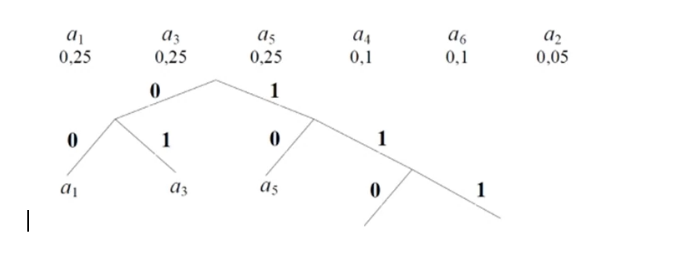 a₁ a₃ a₅ a₄ a₆ a₂
0,25 0,25 0,25 0,1 0,1 0,05
0 1
0 1 0 1
a₁ a₃ a₅ 0 1